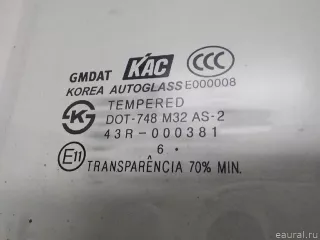 GMDAT KAC CCC
KOREA AUTOGLASS E000008
TEMPERED
DOT-748 M32 AS-2
43R-000381
6 .
E11 TRANSPARÊNCIA 70% MIN.
eaural.ru